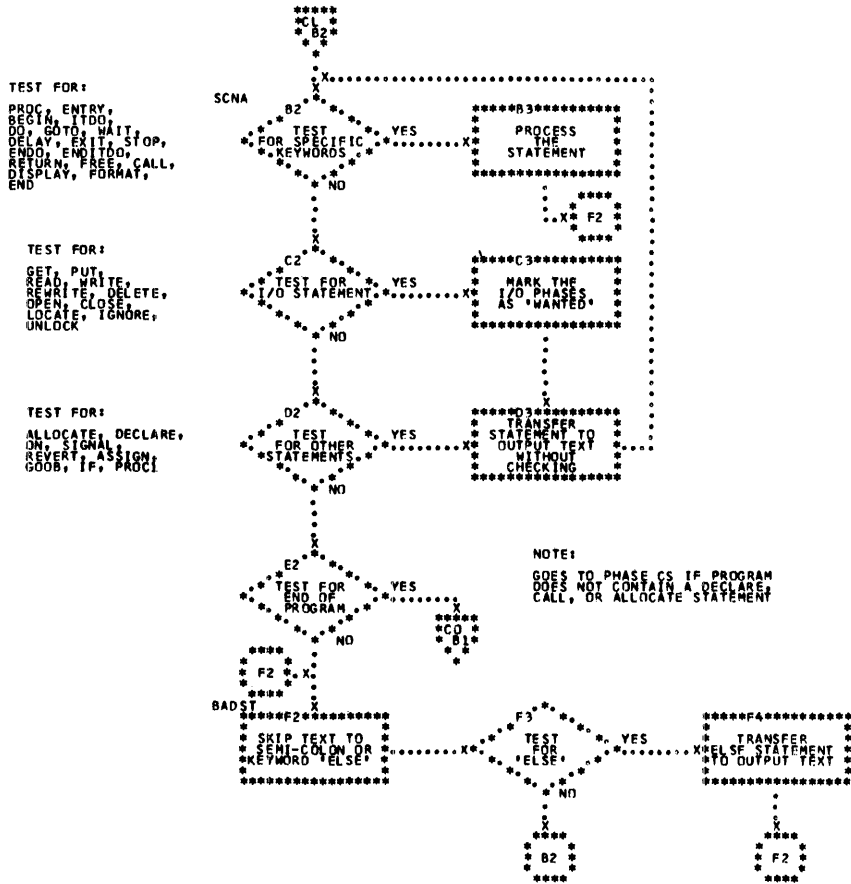 CL
B2
TEST FOR:
PROC, ENTRY,
BEGIN, ITDO,
DO, GOTO, WAIT,
DELAY, EXIT, STOP,
ENDO, ENDITDO,
RETURN, FREE, CALL,
DISPLAY, FORMAT,
END
SCNA
B2
TEST
FOR SPECIFIC
KEYWORDS
YES
NO
B3
PROCESS
THE
STATEMENT
F2
TEST FOR:
GET, PUT,
READ, WRITE,
REWRITE, DELETE,
OPEN, CLOSE,
LOCATE, IGNORE,
UNLOCK
C2
TEST FOR
I/O STATEMENT
YES
NO
C3
MARK THE
I/O PHASES
AS 'WANTED'
TEST FOR:
ALLOCATE, DECLARE,
ON, SIGNAL,
REVERT, ASSIGN,
GOOB, IF, PROCI
D2
TEST
FOR OTHER
STATEMENTS
YES
NO
D3
TRANSFER
STATEMENT TO
OUTPUT TEXT
WITHOUT
CHECKING
E2
TEST FOR
END OF
PROGRAM
YES
NO
CO
B1
NOTE:
GOES TO PHASE CS IF PROGRAM
DOES NOT CONTAIN A DECLARE,
CALL, OR ALLOCATE STATEMENT
F2
BADST
F2
SKIP TEXT TO
SEMI-COLON OR
KEYWORD 'ELSE'
F3
TEST
FOR
'ELSE'
YES
NO
F4
TRANSFER
ELSE STATEMENT
TO OUTPUT TEXT
B2
F2